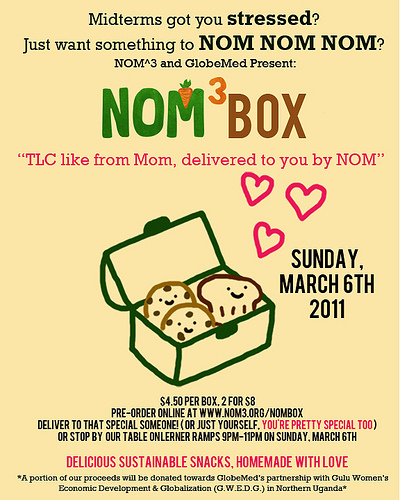 Midterms got you stressed?
Just want something to NOM NOM NOM?
NOM^3 and GlobeMed Present:
NOM3BOX
“TLC like from Mom, delivered to you by NOM”
SUNDAY,
MARCH 6TH
2011
$4.50 PER BOX, 2 FOR $8
PRE-ORDER ONLINE AT WWW.NOM3.ORG/NOMBOX
DELIVER TO THAT SPECIAL SOMEONE! (OR JUST YOURSELF, YOU'RE PRETTY SPECIAL TOO)
OR STOP BY OUR TABLE ONLERNER RAMPS 9PM-11PM ON SUNDAY, MARCH 6TH
DELICIOUS SUSTAINABLE SNACKS, HOMEMADE WITH LOVE
*A portion of our proceeds will be donated towards GlobeMed's partnership with Gulu Women's
Economic Development & Globalization (G.W.E.D.G.) in Northern Uganda*